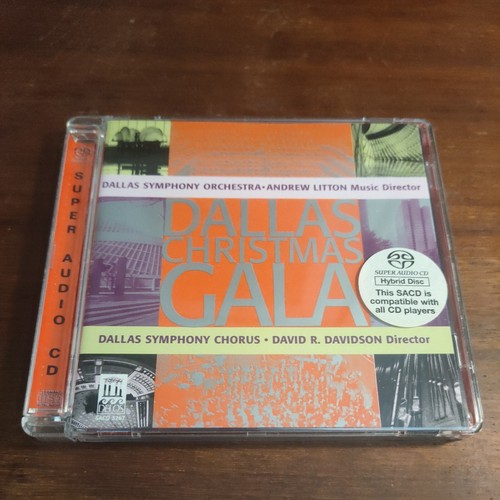 DALLAS SYMPHONY ORCHESTRA • ANDREW LITTON Music Director
DALLAS
CHRISTMAS
GALA
SUPER AUDIO CD
Hybrid Disc
This SACD is
compatible with
all CD players
DALLAS SYMPHONY CHORUS • DAVID R. DAVIDSON Director
SUPER AUDIO CD
DELOS